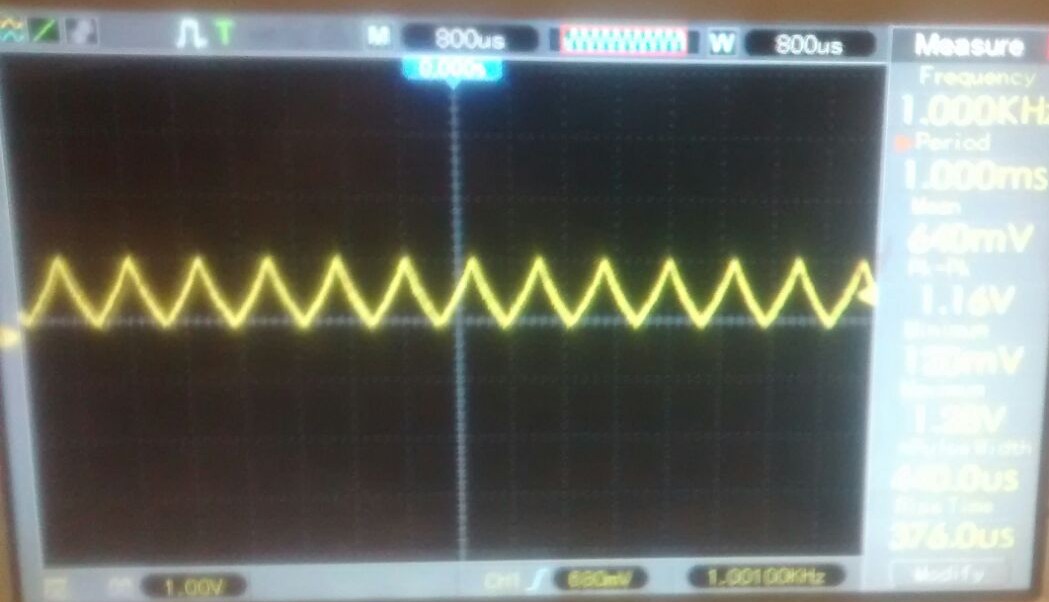 T M 800us W 800us
0.000s
Measure
Frequency
1.000KHz
Period
1.000ms
Mean
640mV
Pk-Pk
1.16V
Minimum
120mV
Maximum
1.28V
+Pulse Width
440.0us
Rise Time
376.0us
Modify
1.00V CH1 680mV 1.00100KHz